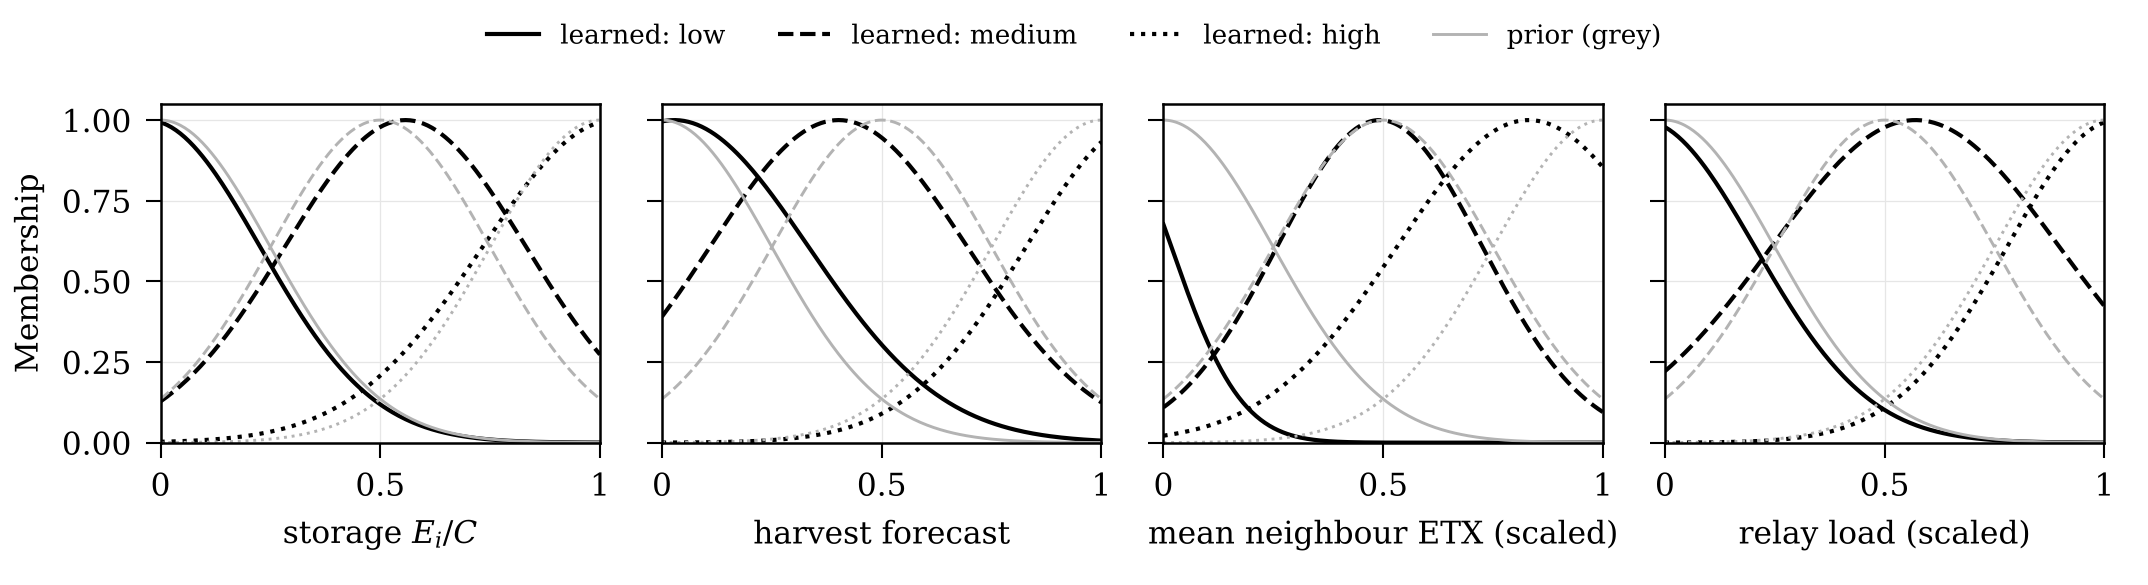 learned: low learned: medium learned: high prior (grey)
Membership
1.00
0.75
0.50
0.25
0.00
0 0.5 1 0 0.5 1 0 0.5 1 0 0.5 1
storage E_i/C harvest forecast mean neighbour ETX (scaled) relay load (scaled)